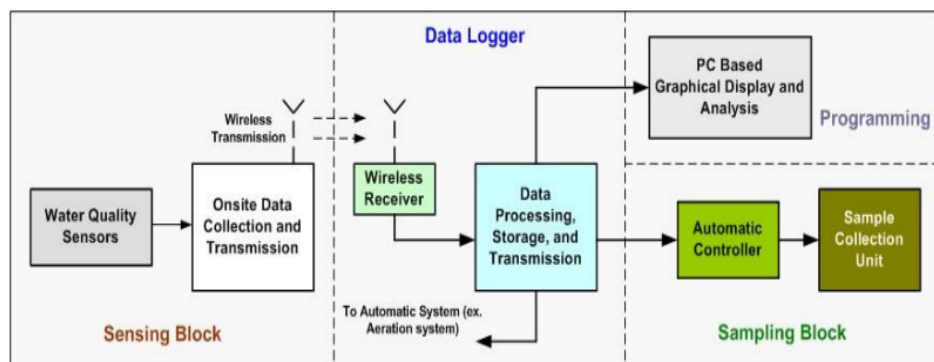 Data Logger
PC Based
Graphical Display and
Analysis
Programming
Wireless
Transmission
Wireless
Receiver
Water Quality
Sensors
Onsite Data
Collection and
Transmission
Data
Processing,
Storage, and
Transmission
Automatic
Controller
Sample
Collection
Unit
To Automatic System (ex.
Aeration system)
Sensing Block
Sampling Block